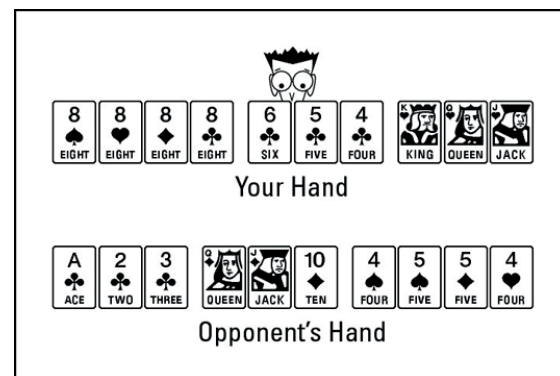 8 8 8 8 6 5 4 K Q J
EIGHT EIGHT EIGHT EIGHT SIX FIVE FOUR KING QUEEN JACK
Your Hand
A 2 3 Q J 10 4 5 5 4
ACE TWO THREE QUEEN JACK TEN FOUR FIVE FIVE FOUR
Opponent's Hand